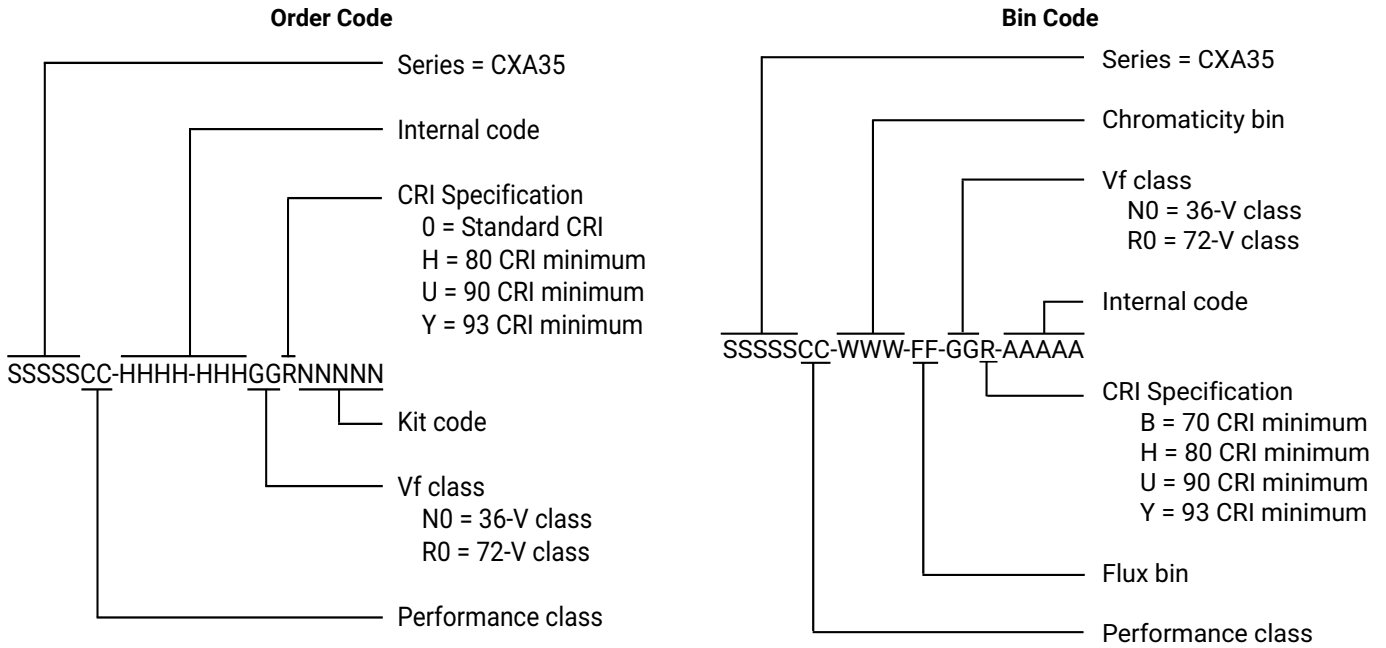 Order Code
Series = CXA35
Internal code
CRI Specification
0 = Standard CRI
H = 80 CRI minimum
U = 90 CRI minimum
Y = 93 CRI minimum
SSSSSCC-HHHH-HHHGGRNNNNN
Kit code
Vf class
N0 = 36-V class
R0 = 72-V class
Performance class
Bin Code
Series = CXA35
Chromaticity bin
Vf class
N0 = 36-V class
R0 = 72-V class
Internal code
SSSSSCC-WWW-FF-GGR-AAAAA
CRI Specification
B = 70 CRI minimum
H = 80 CRI minimum
U = 90 CRI minimum
Y = 93 CRI minimum
Flux bin
Performance class